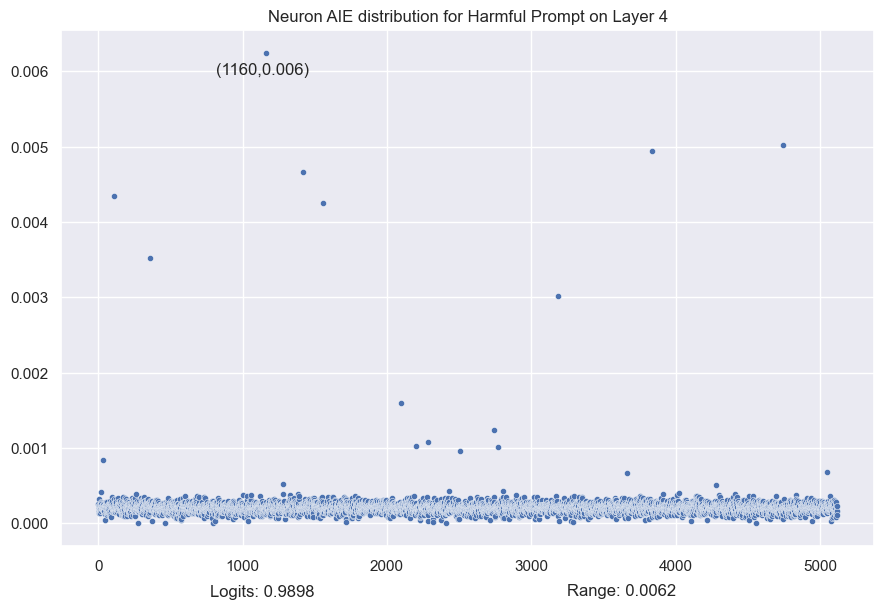 Neuron AIE distribution for Harmful Prompt on Layer 4
0.006
(1160,0.006)
0.005
0.004
0.003
0.002
0.001
0.000
0 1000 2000 3000 4000 5000
Logits: 0.9898 Range: 0.0062